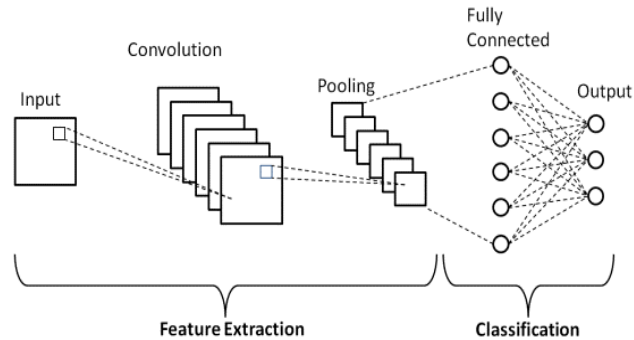 Input
Convolution
Pooling
Fully
Connected
Output
Feature Extraction
Classification